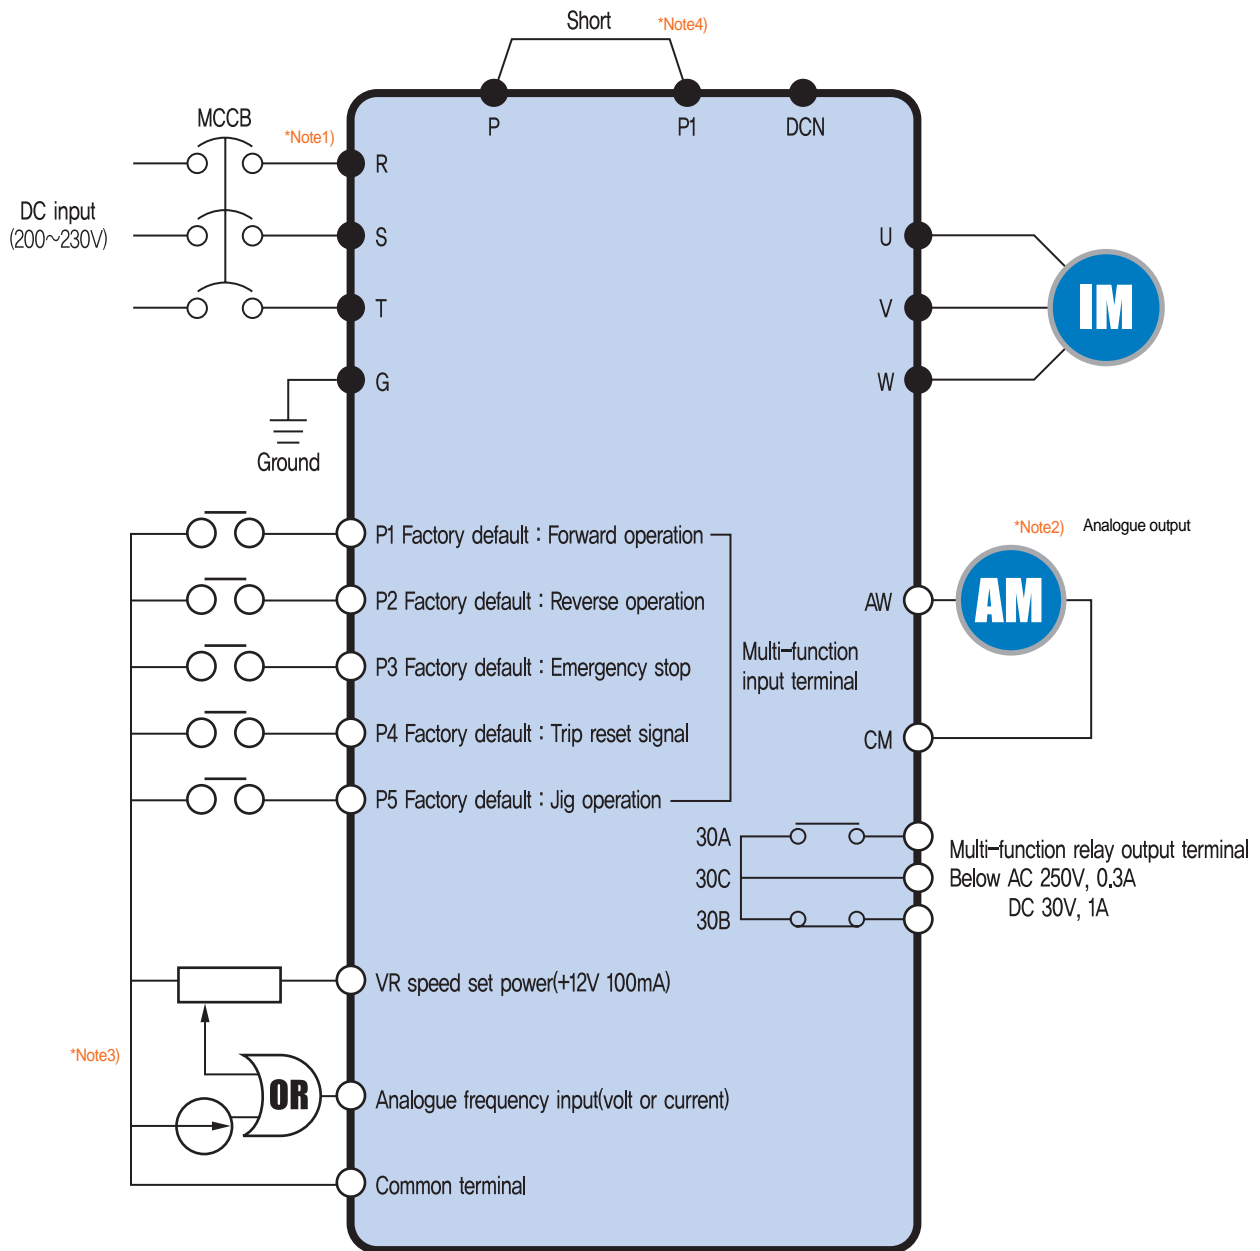 Short
*Note4)
P
P1
DCN
MCCB
*Note1)
R
DC input
(200~230V)
S
T
G
Ground
U
V
W
IM
P1 Factory default : Forward operation
P2 Factory default : Reverse operation
P3 Factory default : Emergency stop
P4 Factory default : Trip reset signal
P5 Factory default : Jig operation
Multi-function
input terminal
*Note2)
Analogue output
AW
AM
CM
30A
30C
30B
Multi-function relay output terminal
Below AC 250V, 0.3A
DC 30V, 1A
VR speed set power(+12V 100mA)
*Note3)
OR
Analogue frequency input(volt or current)
Common terminal